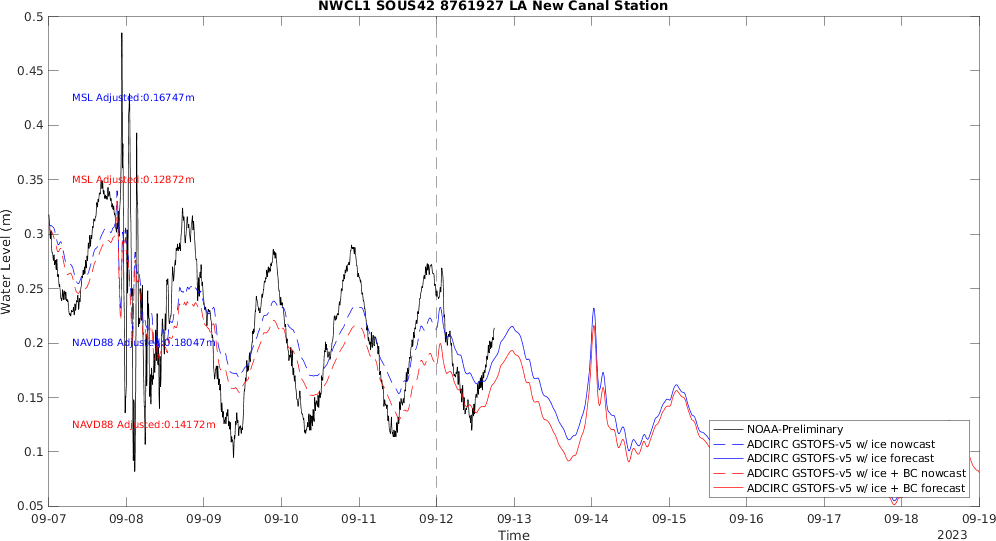 NWCL1 SOUS42 8761927 LA New Canal Station
0.5
0.45
0.4
0.35
0.3
0.25
0.2
0.15
0.1
0.05
Water Level (m)
MSL Adjusted:0.16747m
MSL Adjusted:0.12872m
NAVD88 Adjusted:0.18047m
NAVD88 Adjusted:0.14172m
NOAA-Preliminary
ADCIRC GSTOFS-v5 w/ ice nowcast
ADCIRC GSTOFS-v5 w/ ice forecast
ADCIRC GSTOFS-v5 w/ ice + BC nowcast
ADCIRC GSTOFS-v5 w/ ice + BC forecast
09-07 09-08 09-09 09-10 09-11 09-12 09-13 09-14 09-15 09-16 09-17 09-18 09-19
Time
2023